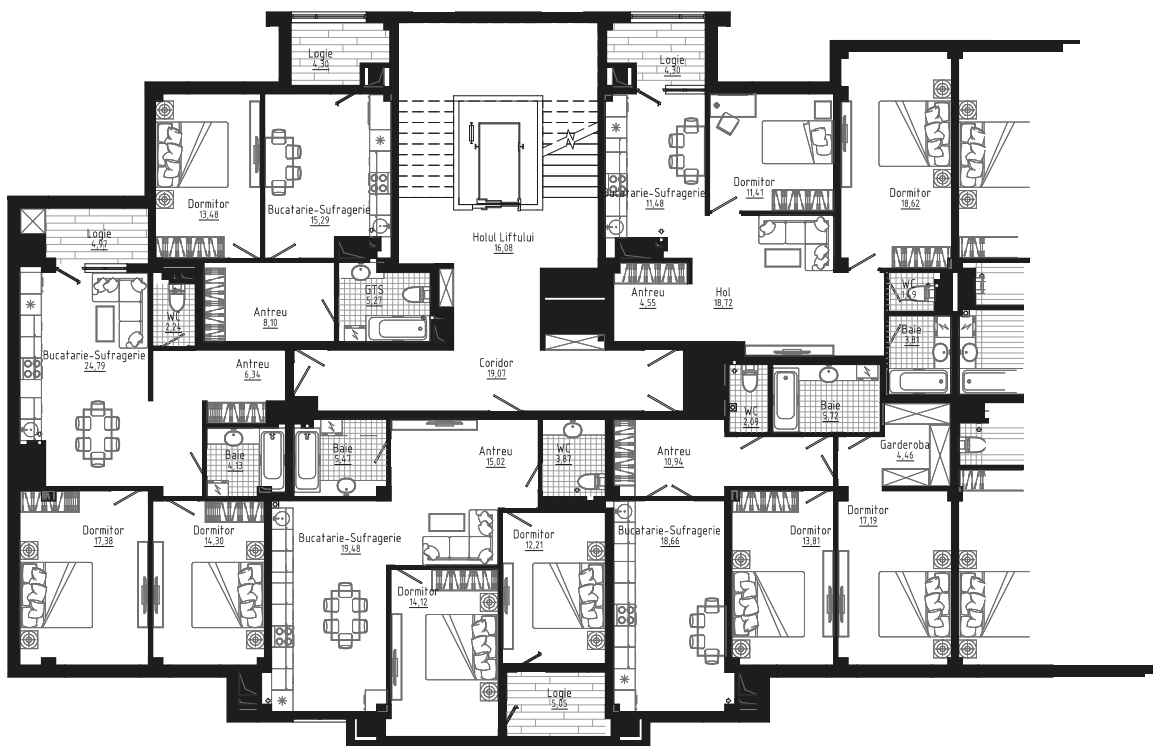 Logie
4,30
Logie
4,30
Dormitor
13,48
Bucatarie-Sufragerie
15,29
Bucatarie-Sufragerie
11,48
Dormitor
11,41
Dormitor
18,62
Logie
4,92
Holul Liftului
16,08
WC
2,24
Antreu
8,10
GTS
5,27
Antreu
4,55
Hol
18,72
WC
1,49
Baie
3,81
Bucatarie-Sufragerie
24,79
Antreu
6,34
Coridor
19,07
WC
2,09
Baie
5,72
Baie
4,13
Baie
5,47
Antreu
15,02
WC
3,87
Antreu
10,94
Garderoba
4,46
Dormitor
17,38
Dormitor
14,30
Bucatarie-Sufragerie
19,48
Dormitor
12,21
Bucatarie-Sufragerie
18,66
Dormitor
13,81
Dormitor
17,19
Dormitor
14,12
Logie
5,05